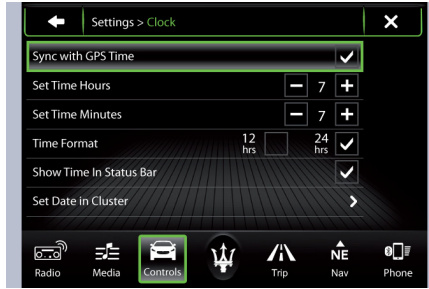 Settings > Clock
Sync with GPS Time
Set Time Hours 7
Set Time Minutes 7
Time Format 12 hrs 24 hrs
Show Time In Status Bar
Set Date in Cluster
Radio Media Controls Trip NE Nav Phone